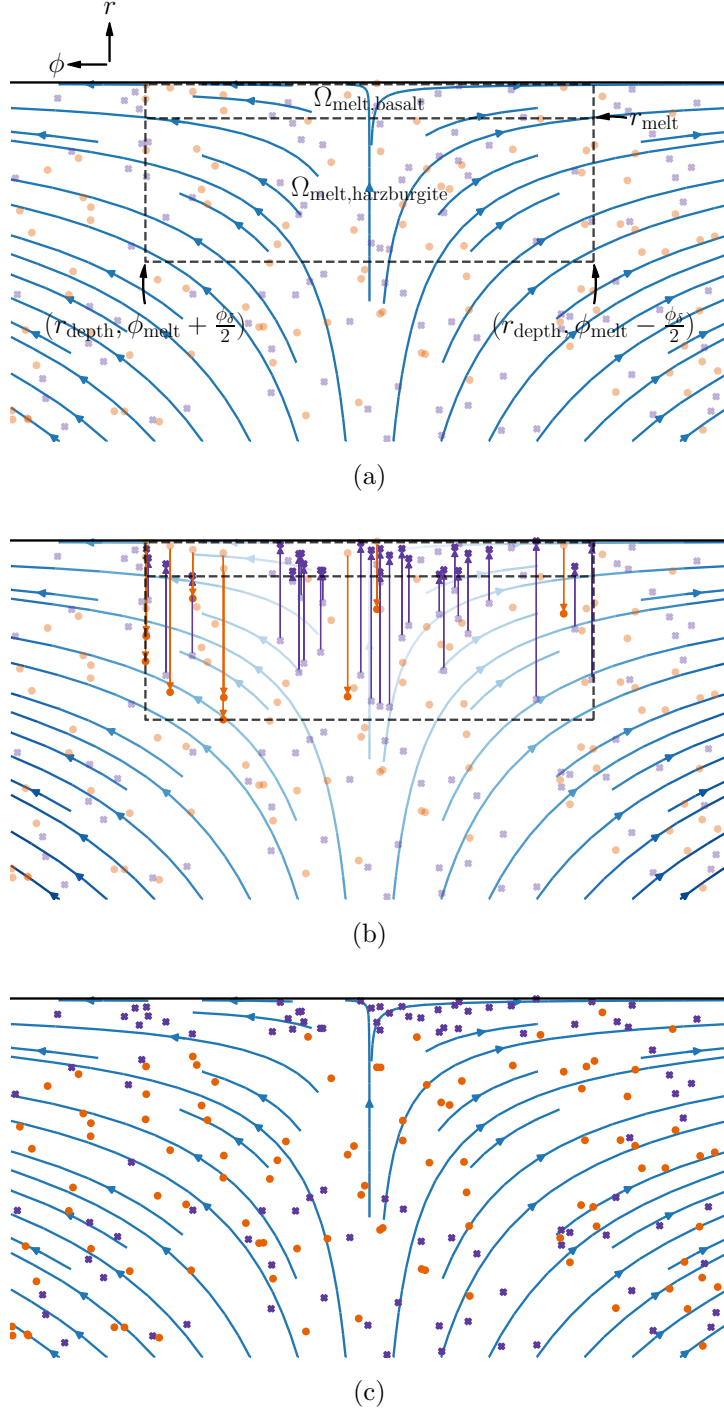 r
ϕ
Ω_melt,basalt
r_melt
Ω_melt,harzburgite
(r_depth, ϕ_melt + ϕ_δ/2)
(r_depth, ϕ_melt − ϕ_δ/2)
(a)
(b)
(c)